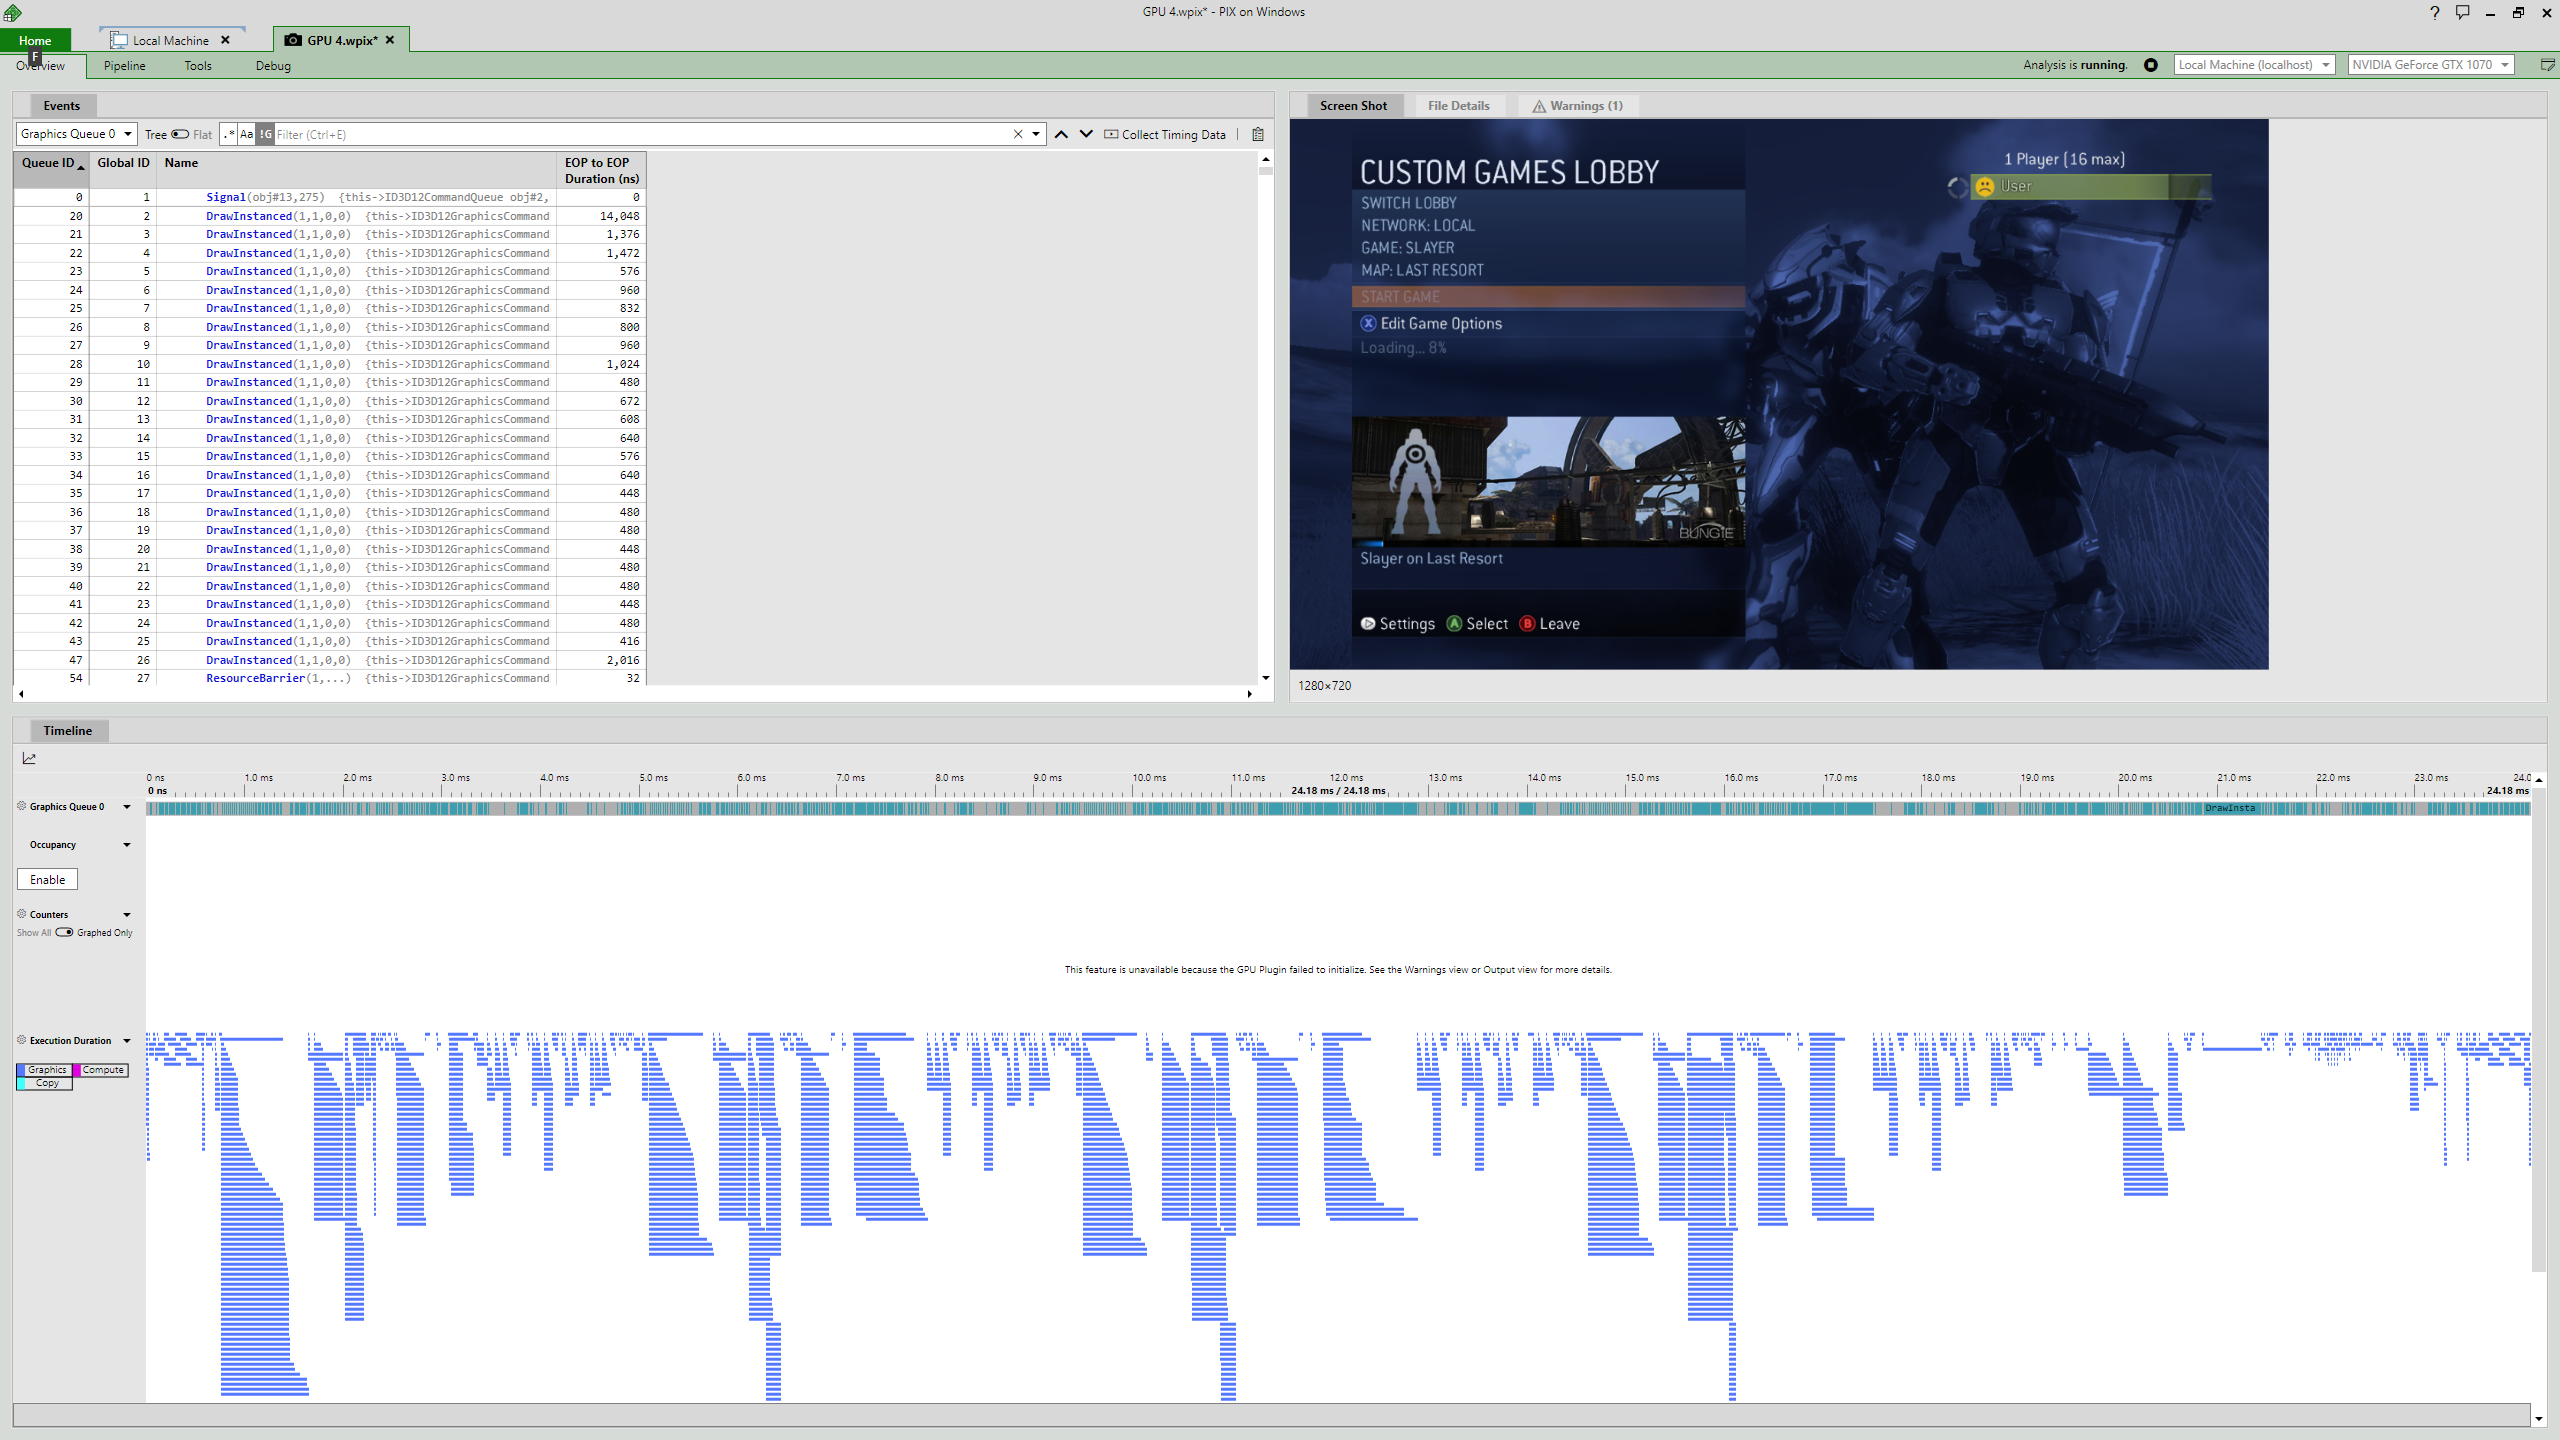 GPU 4.wpix* - PIX on Windows
?
Home
Local Machine
GPU 4.wpix*
F
Overview
Pipeline
Tools
Debug
Analysis is running.
Local Machine (localhost)
NVIDIA GeForce GTX 1070
Events
Graphics Queue 0
Tree
Flat
.*
Aa
!G
Filter (Ctrl+E)
Collect Timing Data
Queue ID Global ID Name EOP to EOP
Duration (ns)
0 1 Signal(obj#13,275) {this->ID3D12CommandQueue obj#2, 0
20 2 DrawInstanced(1,1,0,0) {this->ID3D12GraphicsCommand 14,048
21 3 DrawInstanced(1,1,0,0) {this->ID3D12GraphicsCommand 1,376
22 4 DrawInstanced(1,1,0,0) {this->ID3D12GraphicsCommand 1,472
23 5 DrawInstanced(1,1,0,0) {this->ID3D12GraphicsCommand 576
24 6 DrawInstanced(1,1,0,0) {this->ID3D12GraphicsCommand 960
25 7 DrawInstanced(1,1,0,0) {this->ID3D12GraphicsCommand 832
26 8 DrawInstanced(1,1,0,0) {this->ID3D12GraphicsCommand 800
27 9 DrawInstanced(1,1,0,0) {this->ID3D12GraphicsCommand 960
28 10 DrawInstanced(1,1,0,0) {this->ID3D12GraphicsCommand 1,024
29 11 DrawInstanced(1,1,0,0) {this->ID3D12GraphicsCommand 480
30 12 DrawInstanced(1,1,0,0) {this->ID3D12GraphicsCommand 672
31 13 DrawInstanced(1,1,0,0) {this->ID3D12GraphicsCommand 608
32 14 DrawInstanced(1,1,0,0) {this->ID3D12GraphicsCommand 640
33 15 DrawInstanced(1,1,0,0) {this->ID3D12GraphicsCommand 576
34 16 DrawInstanced(1,1,0,0) {this->ID3D12GraphicsCommand 640
35 17 DrawInstanced(1,1,0,0) {this->ID3D12GraphicsCommand 448
36 18 DrawInstanced(1,1,0,0) {this->ID3D12GraphicsCommand 480
37 19 DrawInstanced(1,1,0,0) {this->ID3D12GraphicsCommand 480
38 20 DrawInstanced(1,1,0,0) {this->ID3D12GraphicsCommand 448
39 21 DrawInstanced(1,1,0,0) {this->ID3D12GraphicsCommand 480
40 22 DrawInstanced(1,1,0,0) {this->ID3D12GraphicsCommand 480
41 23 DrawInstanced(1,1,0,0) {this->ID3D12GraphicsCommand 448
42 24 DrawInstanced(1,1,0,0) {this->ID3D12GraphicsCommand 480
43 25 DrawInstanced(1,1,0,0) {this->ID3D12GraphicsCommand 416
47 26 DrawInstanced(1,1,0,0) {this->ID3D12GraphicsCommand 2,016
54 27 ResourceBarrier(1,...) {this->ID3D12GraphicsCommand 32
Screen Shot
File Details
Warnings (1)
CUSTOM GAMES LOBBY
SWITCH LOBBY
NETWORK: LOCAL
GAME: SLAYER
MAP: LAST RESORT
START GAME
X Edit Game Options
Loading... 8%
BUNGIE
Slayer on Last Resort
Settings A Select B Leave
1 Player (16 max)
User
1280×720
Timeline
0 ns 1.0 ms 2.0 ms 3.0 ms 4.0 ms 5.0 ms 6.0 ms 7.0 ms 8.0 ms 9.0 ms 10.0 ms 11.0 ms 12.0 ms 13.0 ms 14.0 ms 15.0 ms 16.0 ms 17.0 ms 18.0 ms 19.0 ms 20.0 ms 21.0 ms 22.0 ms 23.0 ms 24.0
0 ns 24.18 ms / 24.18 ms 24.18 ms
Graphics Queue 0
DrawInsta
Occupancy
Enable
Counters
Show All Graphed Only
This feature is unavailable because the GPU Plugin failed to initialize. See the Warnings view or Output view for more details.
Execution Duration
Graphics Compute
Copy